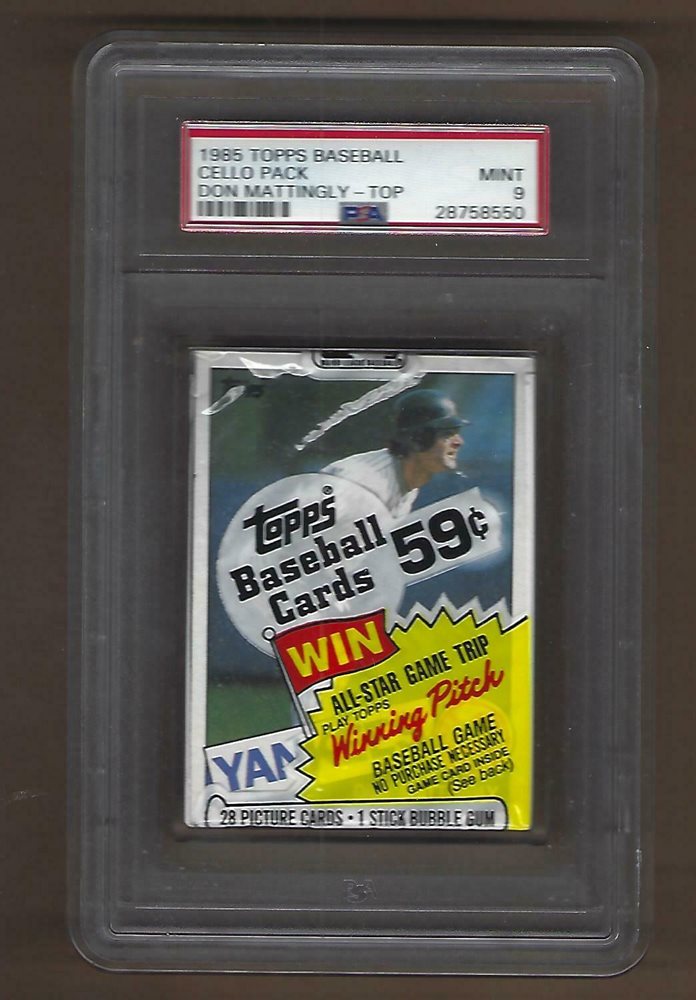 1985 TOPPS BASEBALL
CELLO PACK
MINT
DON MATTINGLY – TOP
9
PSA
28758550
Topps
topps®
Baseball
Cards
59¢
WIN
ALL-STAR GAME TRIP
PLAY TOPPS
Winning Pitch
BASEBALL GAME
NO PURCHASE NECESSARY
GAME CARD INSIDE
(See back)
YAN
28 PICTURE CARDS • 1 STICK BUBBLE GUM
PSA